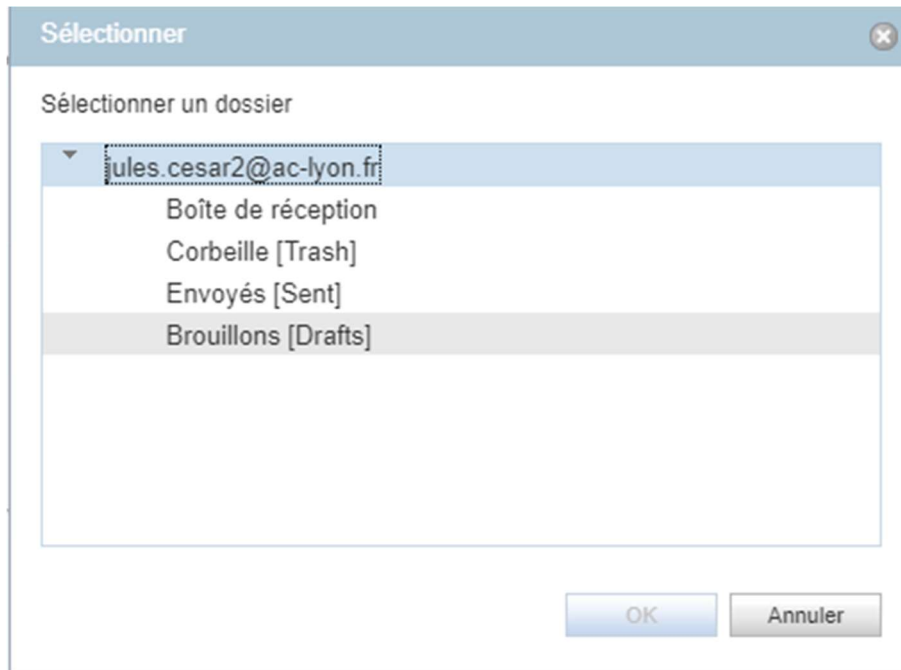 Sélectionner
Sélectionner un dossier
jules.cesar2@ac-lyon.fr
Boîte de réception
Corbeille [Trash]
Envoyés [Sent]
Brouillons [Drafts]
OK
Annuler